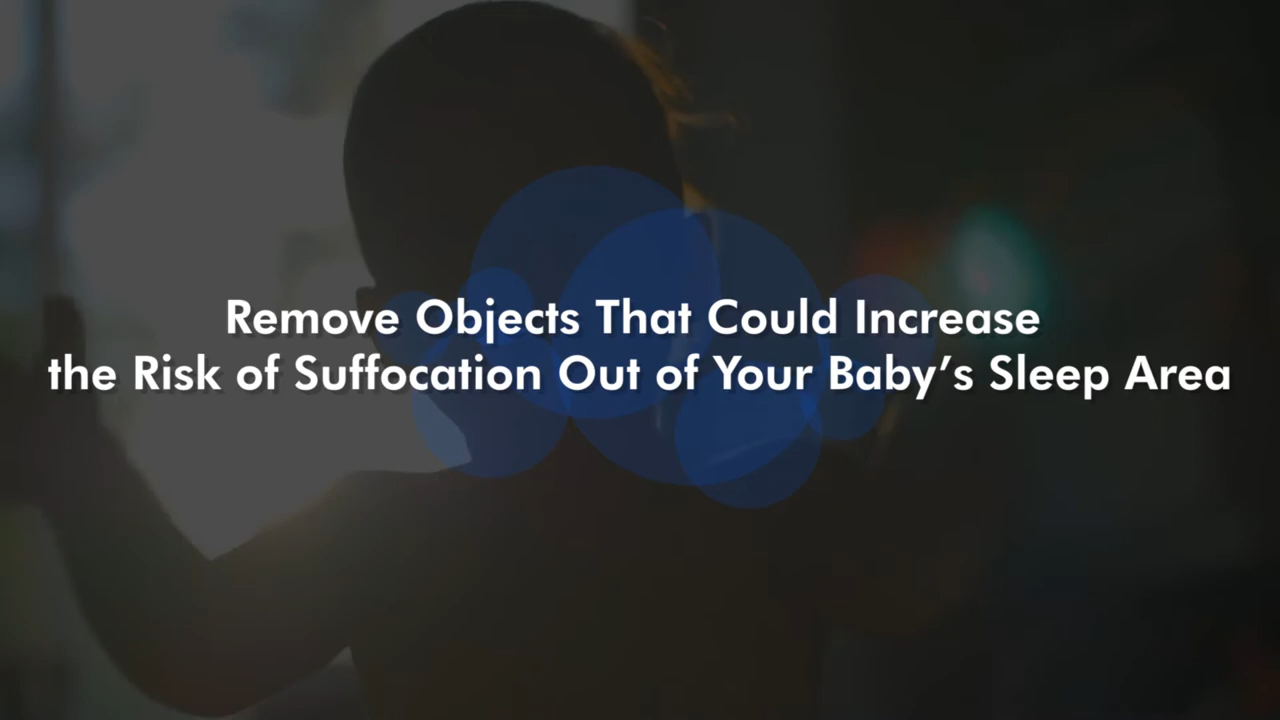 Remove Objects That Could Increase
the Risk of Suffocation Out of Your Baby’s Sleep Area